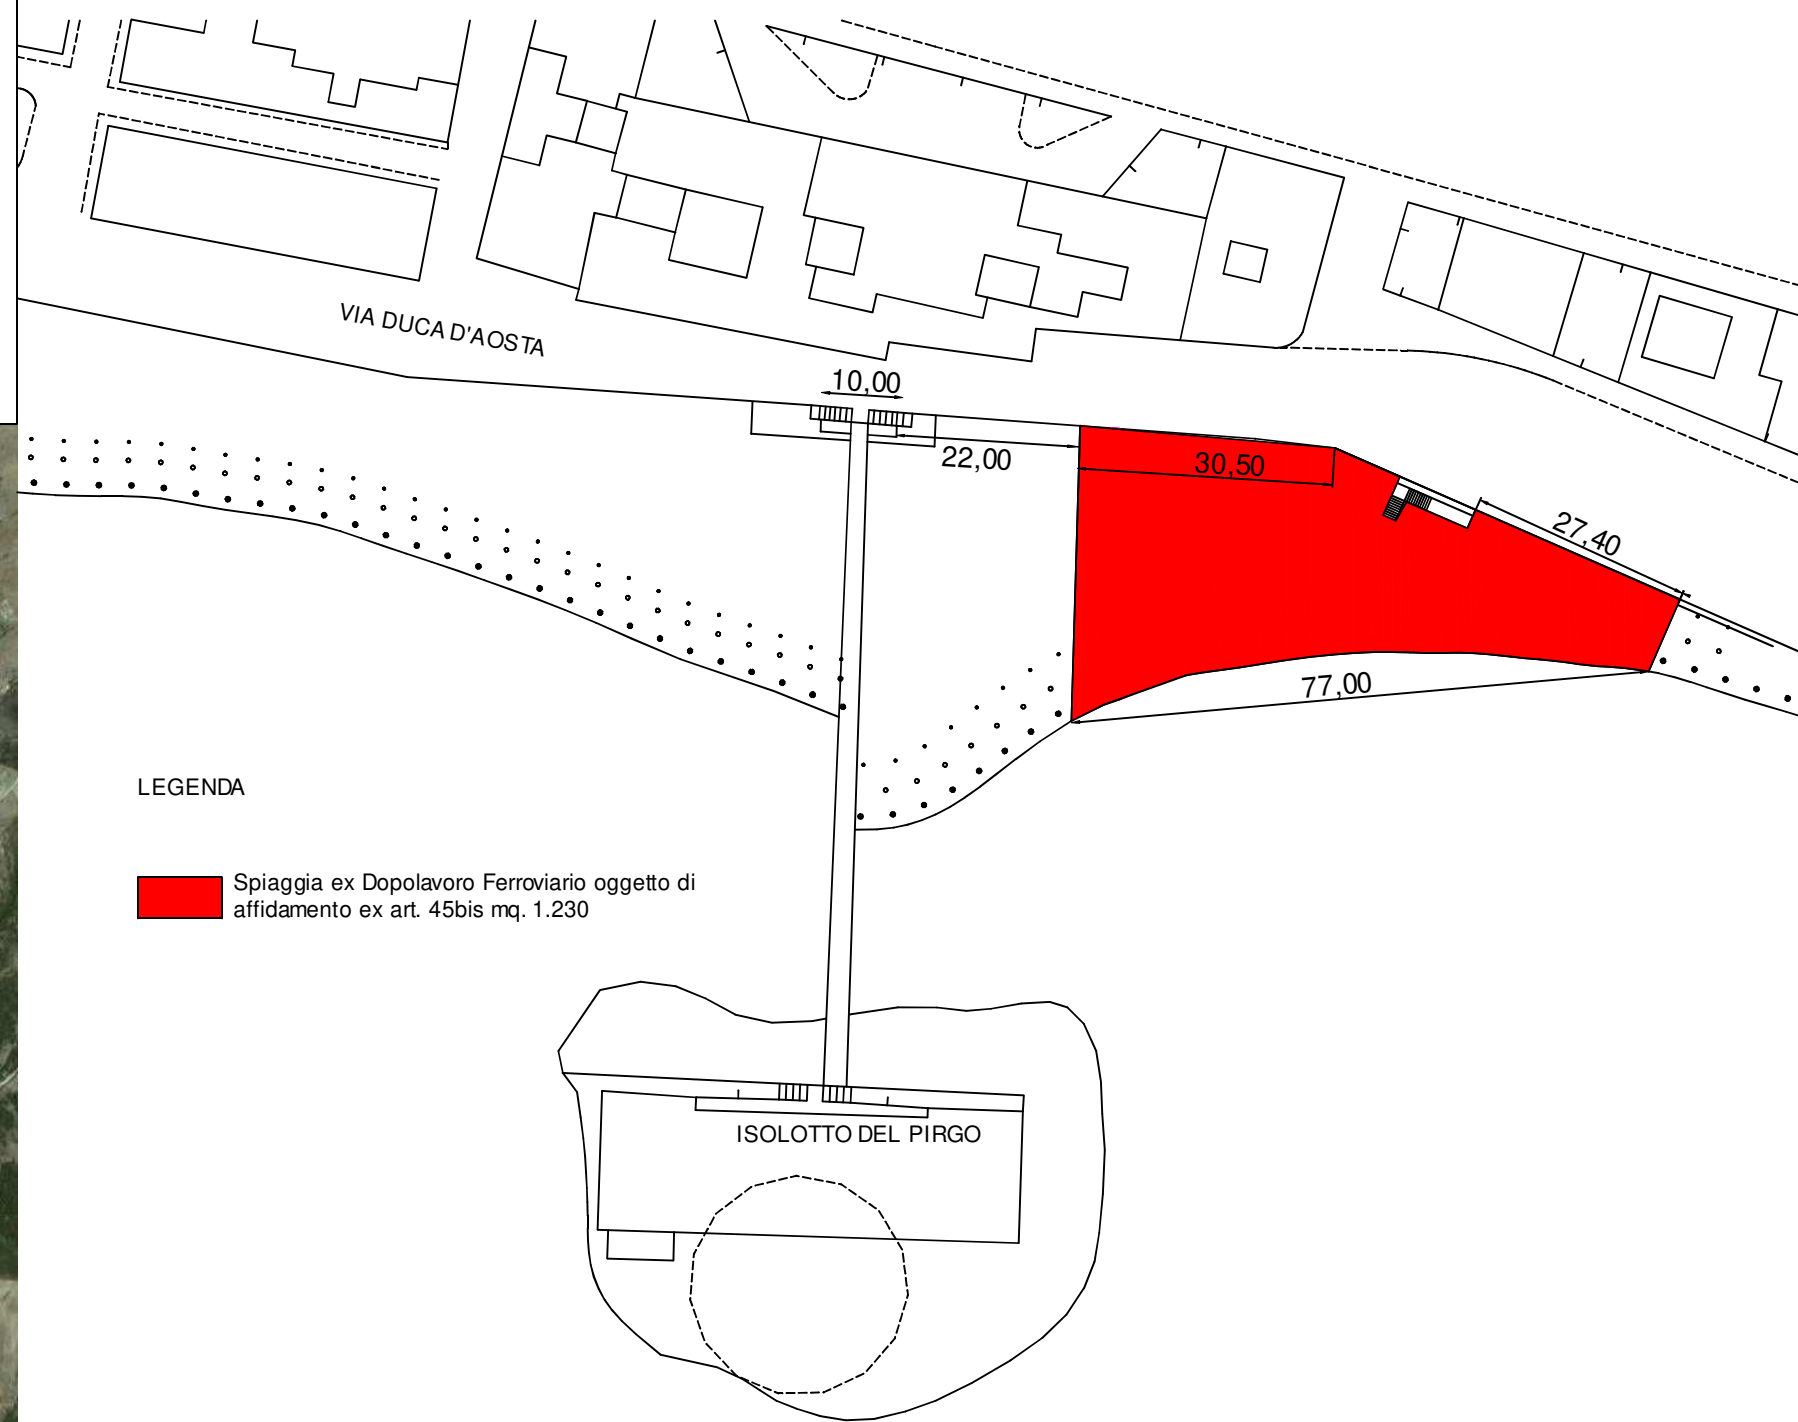 VIA DUCA D'AOSTA
10,00
22,00
30,50
27,40
77,00
LEGENDA
Spiaggia ex Dopolavoro Ferroviario oggetto di
affidamento ex art. 45bis mq. 1.230
ISOLOTTO DEL PIRGO